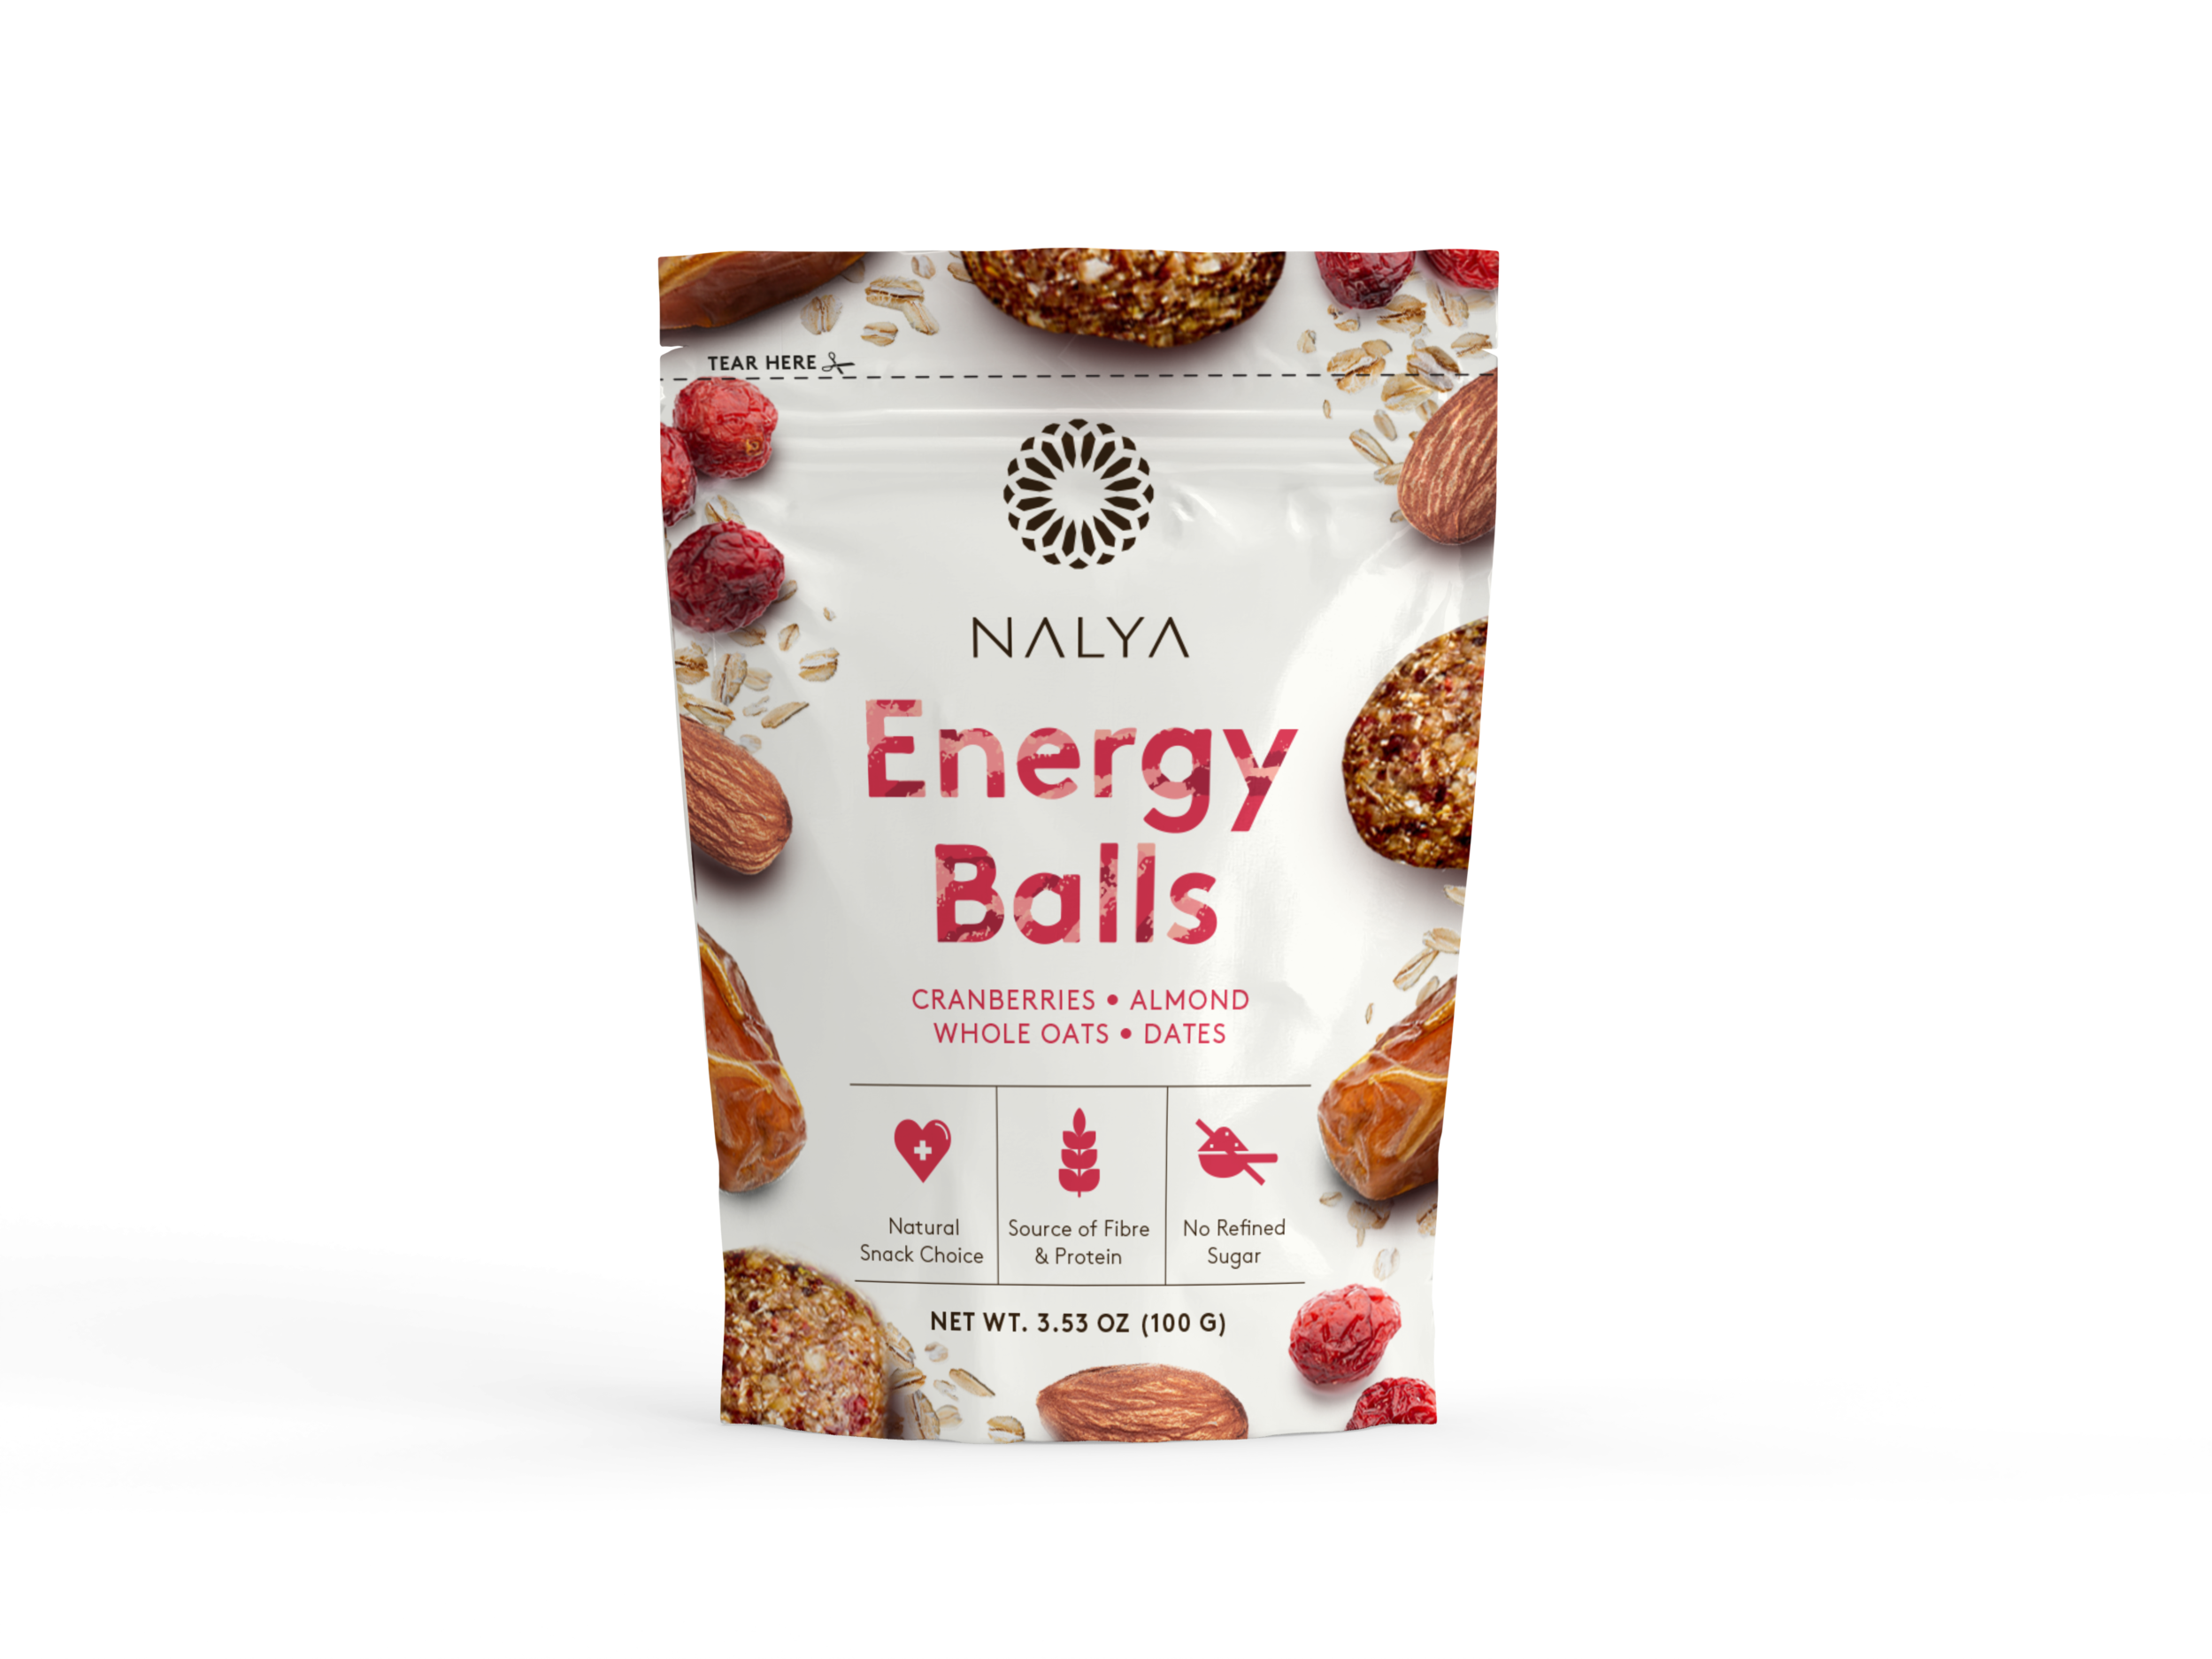 TEAR HERE
NALYA
Energy
Balls
CRANBERRIES • ALMOND
WHOLE OATS • DATES
Natural
Snack Choice
Source of Fibre
& Protein
No Refined
Sugar
NET WT. 3.53 OZ (100 G)